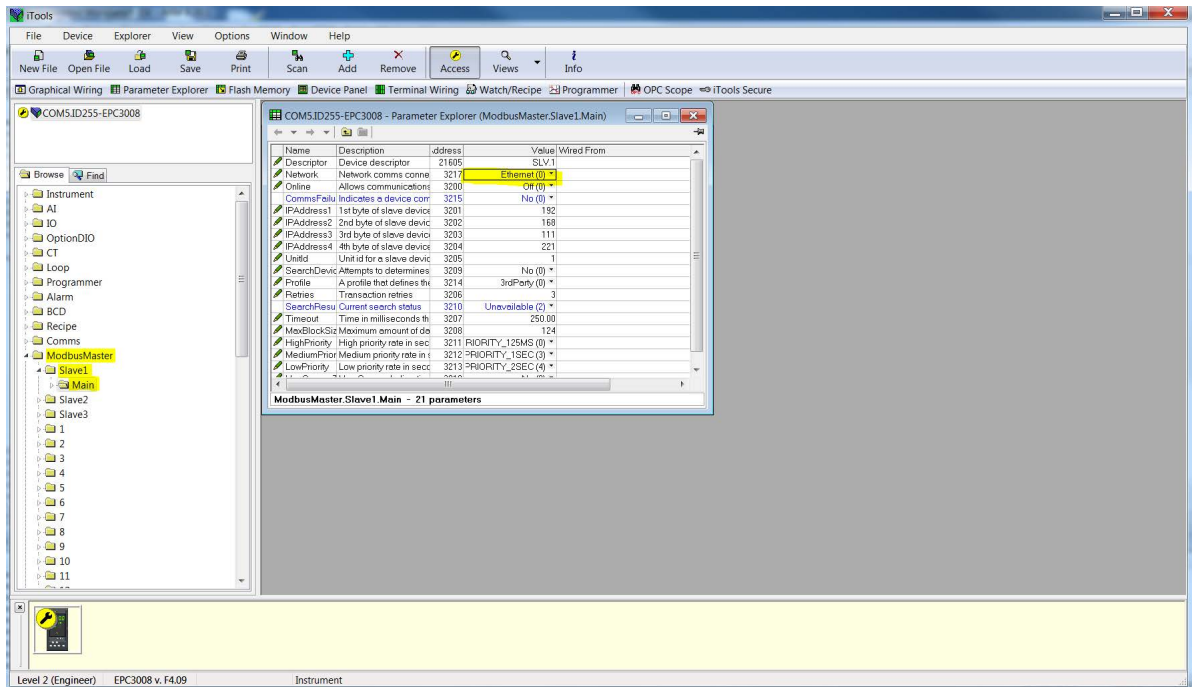 iTools
File Device Explorer View Options Window Help
New File Open File Load Save Print Scan Add Remove Access Views Info
Graphical Wiring Parameter Explorer Flash Memory Device Panel Terminal Wiring Watch/Recipe Programmer OPC Scope iTools Secure
COM5.ID255-EPC3008
Browse Find
Instrument
AI
IO
OptionDIO
CT
Loop
Programmer
Alarm
BCD
Recipe
Comms
ModbusMaster
Slave1
Main
Slave2
Slave3
1
2
3
4
5
6
7
8
9
10
11
COM5.ID255-EPC3008 - Parameter Explorer (ModbusMaster.Slave1.Main)
Name Description ddress Value Wired From
Descriptor Device descriptor 21605 SLV.1
Network Network comms conne 3217 Ethernet (0)
Online Allows communications 3200 Off (0)
CommsFailu Indicates a device com 3215 No (0)
IPAddress1 1st byte of slave device 3201 192
IPAddress2 2nd byte of slave devic 3202 168
IPAddress3 3rd byte of slave devic 3203 111
IPAddress4 4th byte of slave device 3204 221
UnitId Unit id for a slave devic 3205 1
SearchDevic Attempts to determines 3209 No (0)
Profile A profile that defines the 3214 3rdParty (0)
Retries Transaction retries 3206 3
SearchResu Current search status 3210 Unavailable (2)
Timeout Time in milliseconds th 3207 250.00
MaxBlockSiz Maximum amount of da 3208 124
HighPriority High priority rate in sec 3211 RIORITY_125MS (0)
MediumPrior Medium priority rate in s 3212 PRIORITY_1SEC (3)
LowPriority Low priority rate in secc 3213 PRIORITY_2SEC (4)
ModbusMaster.Slave1.Main - 21 parameters
Level 2 (Engineer) EPC3008 v. F4.09 Instrument